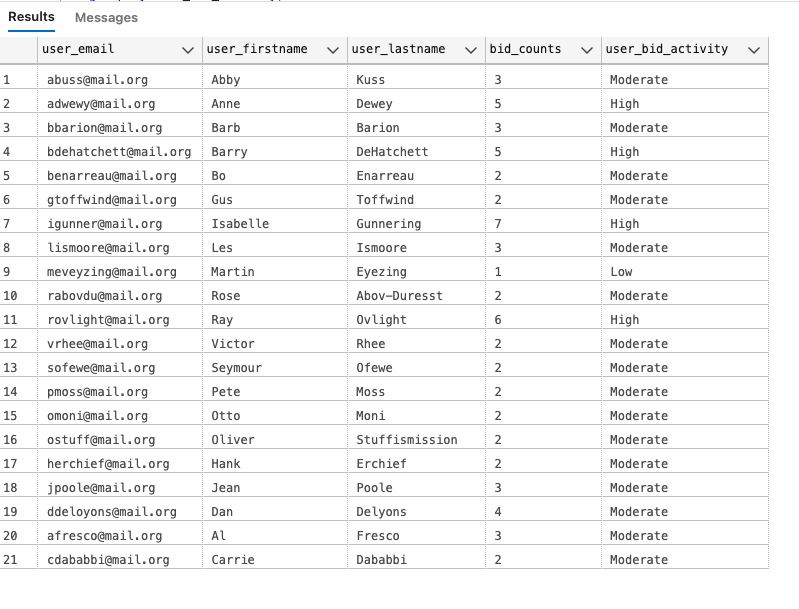 Results Messages
user_email user_firstname user_lastname bid_counts user_bid_activity
1 abuss@mail.org Abby Kuss 3 Moderate
2 adwewy@mail.org Anne Dewey 5 High
3 bbarion@mail.org Barb Barion 3 Moderate
4 bdehatchett@mail.org Barry DeHatchett 5 High
5 benarreau@mail.org Bo Enarreau 2 Moderate
6 gtoffwind@mail.org Gus Toffwind 2 Moderate
7 igunner@mail.org Isabelle Gunnering 7 High
8 lismoore@mail.org Les Ismoore 3 Moderate
9 meveyzing@mail.org Martin Eyezing 1 Low
10 rabovdu@mail.org Rose Abov-Duresst 2 Moderate
11 rovlight@mail.org Ray Ovlight 6 High
12 vrhee@mail.org Victor Rhee 2 Moderate
13 sofewe@mail.org Seymour Ofewe 2 Moderate
14 pmoss@mail.org Pete Moss 2 Moderate
15 omoni@mail.org Otto Moni 2 Moderate
16 ostuff@mail.org Oliver Stuffismission 2 Moderate
17 herchief@mail.org Hank Erchief 2 Moderate
18 jpoole@mail.org Jean Poole 3 Moderate
19 ddeloyons@mail.org Dan Delyons 4 Moderate
20 afresco@mail.org Al Fresco 3 Moderate
21 cdababbi@mail.org Carrie Dababbi 2 Moderate